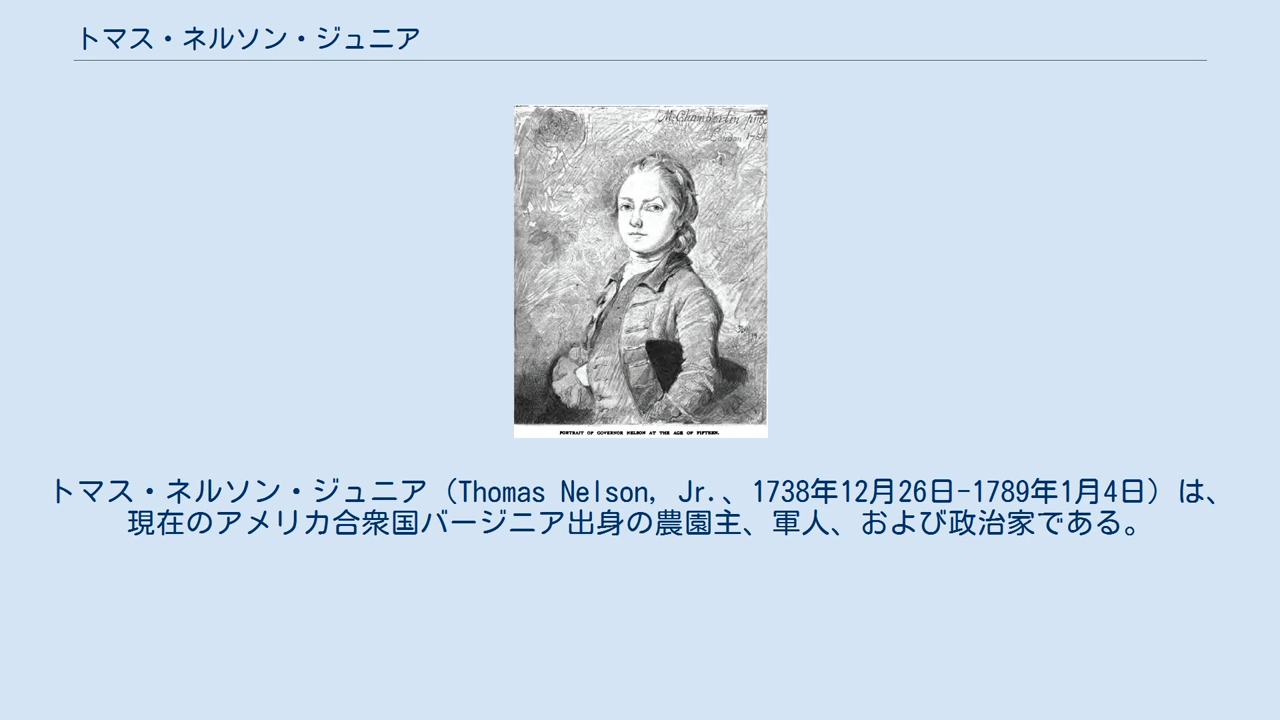 トマス・ネルソン・ジュニア
M. Chamberlin
London
PORTRAIT OF GOVERNOR NELSON AT THE AGE OF FIFTEEN.
トマス・ネルソン・ジュニア（Thomas Nelson, Jr.、1738年12月26日-1789年1月4日）は、
現在のアメリカ合衆国バージニア出身の農園主、軍人、および政治家である。